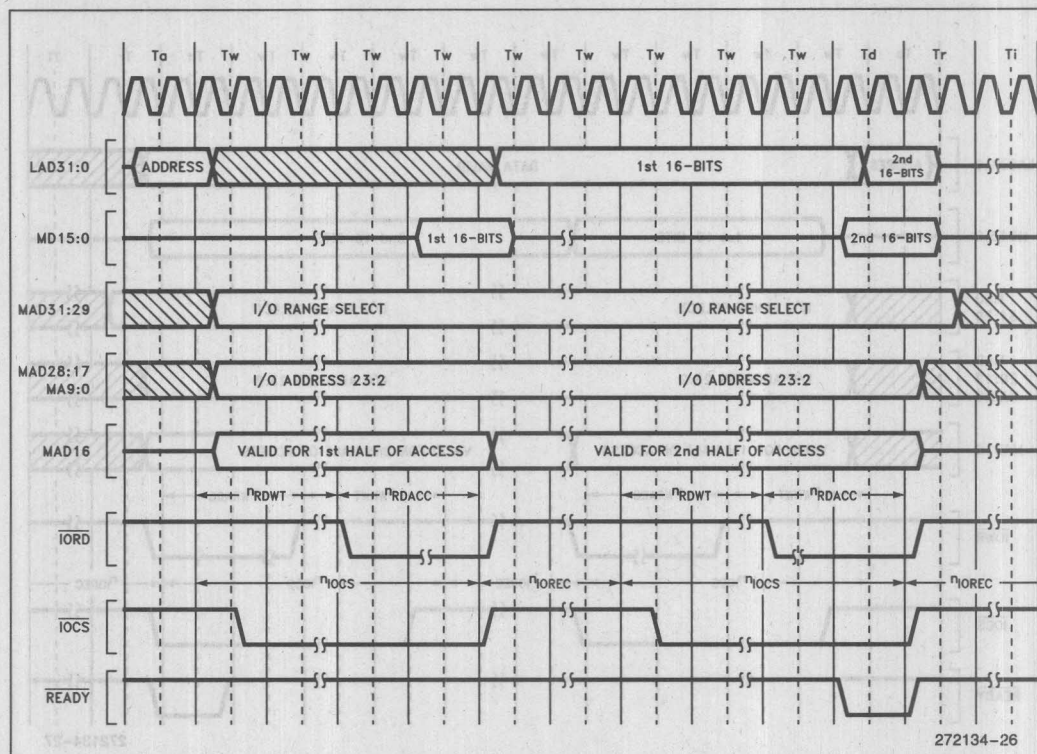 Ta Tw Tw Tw Tw Tw Tw Tw Tw Tw Td Tr Ti
LAD31:0 ADDRESS 1st 16-BITS 2nd 16-BITS
MD15:0 1st 16-BITS 2nd 16-BITS
MAD31:29 I/O RANGE SELECT I/O RANGE SELECT
MAD28:17
MA9:0 I/O ADDRESS 23:2 I/O ADDRESS 23:2
MAD16 VALID FOR 1st HALF OF ACCESS VALID FOR 2nd HALF OF ACCESS
nRDWT nRDACC nRDWT nRDACC
IORD
nIOCS nIOREC nIOCS nIOREC
IOCS
READY
272134-26